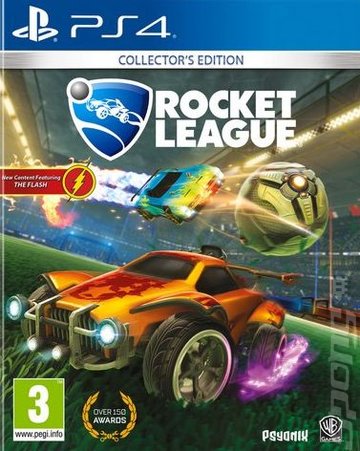 PS4
COLLECTOR'S EDITION
ROCKET
LEAGUE
New Content Featuring
THE FLASH
3
www.pegi.info
OVER 150
AWARDS
PSYONIX
WB
GAMES